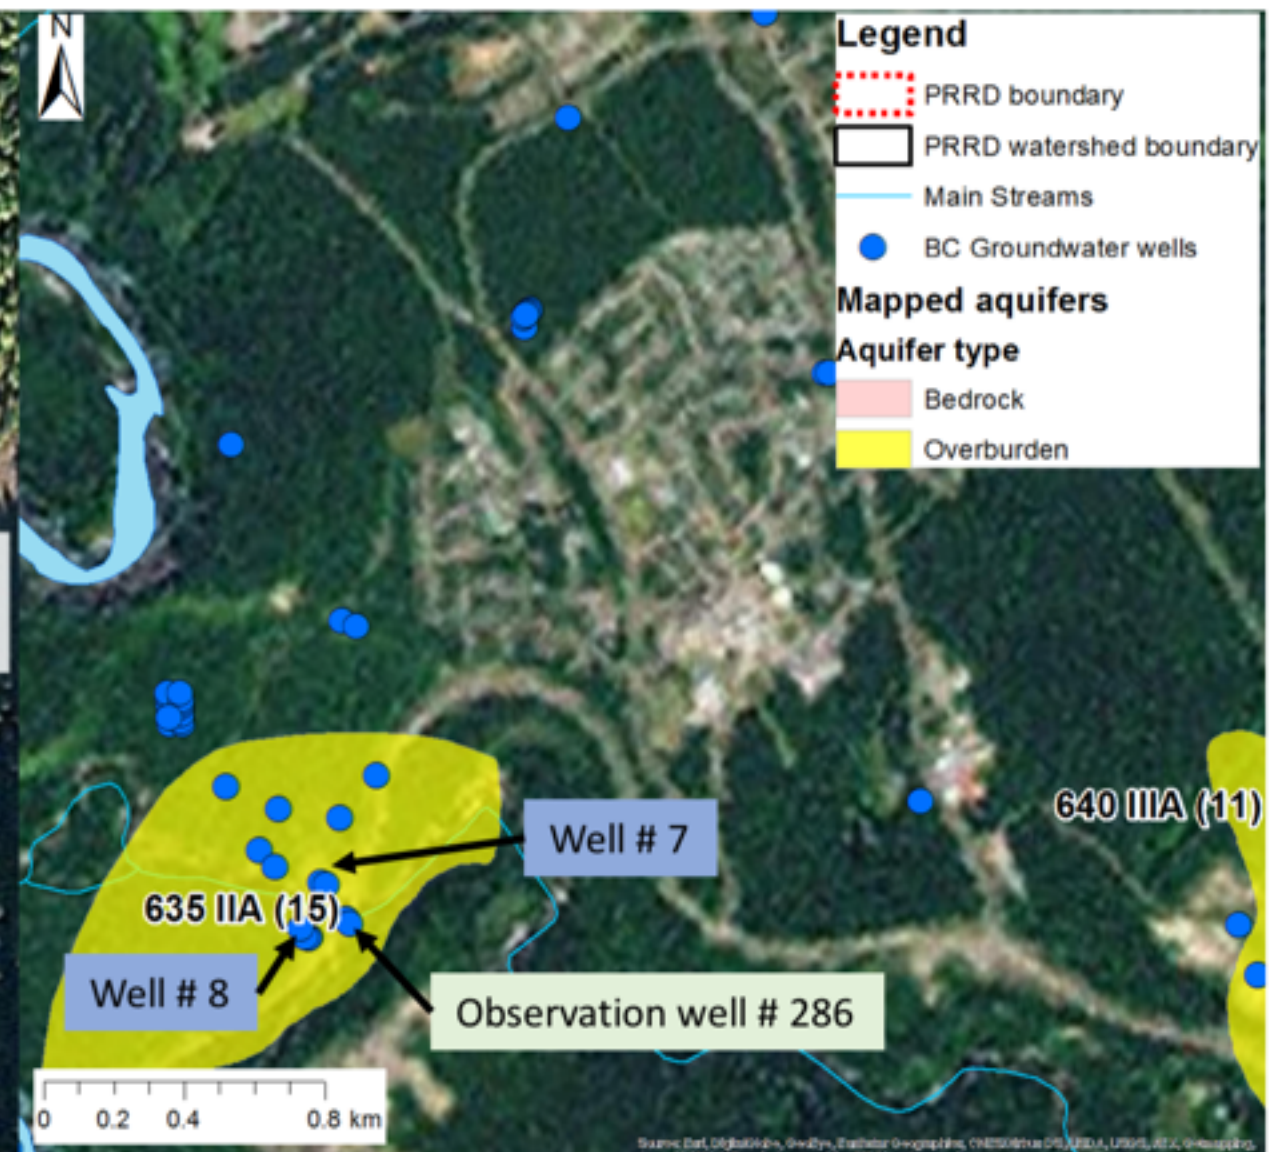 N
Legend
PRRD boundary
PRRD watershed boundary
Main Streams
BC Groundwater wells
Mapped aquifers
Aquifer type
Bedrock
Overburden
640 IIIA (11)
Well # 7
635 IIA (15)
Well # 8
Observation well # 286
0 0.2 0.4 0.8 km